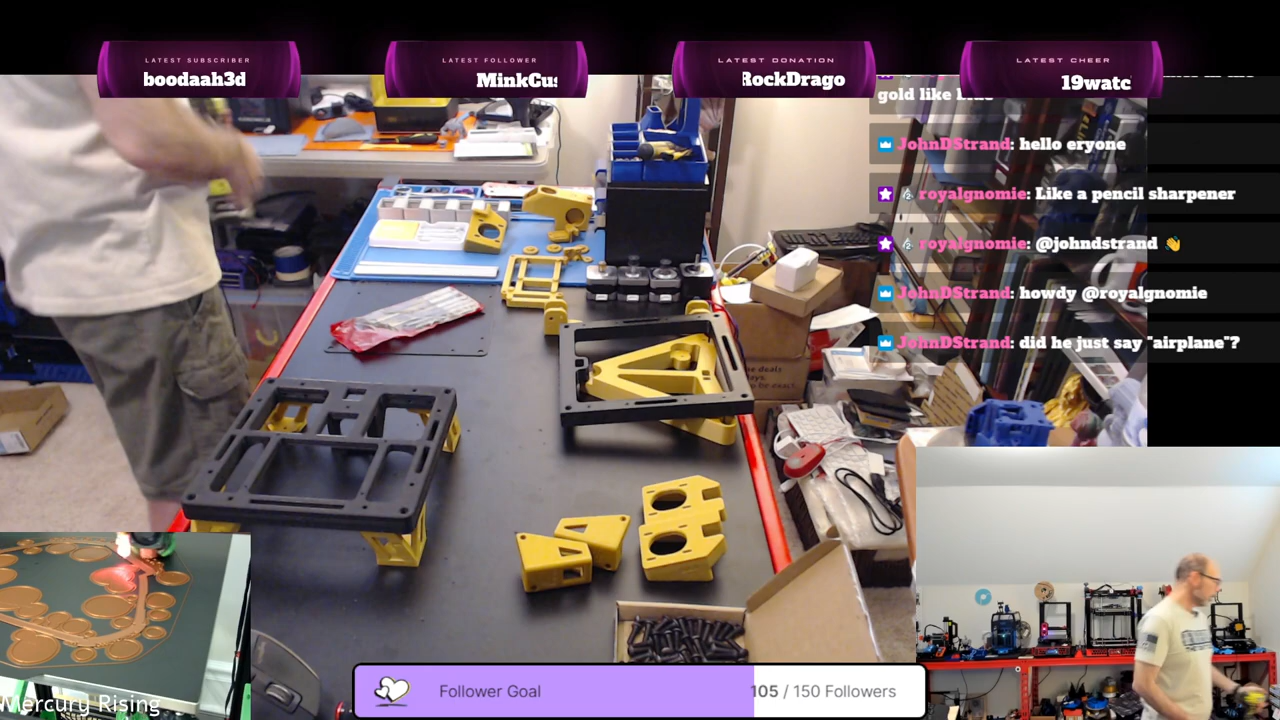 LATEST SUBSCRIBER
boodaah3d
LATEST FOLLOWER
MinkCus
LATEST DONATION
RockDrago
LATEST CHEER
19watc
gold like
JohnDStrand: hello eryone
royalgnomie: Like a pencil sharpener
royalgnomie: @johndstrand 👋
JohnDStrand: howdy @royalgnomie
JohnDStrand: did he just say "airplane"?
Mercury Rising
Follower Goal
105 / 150 Followers